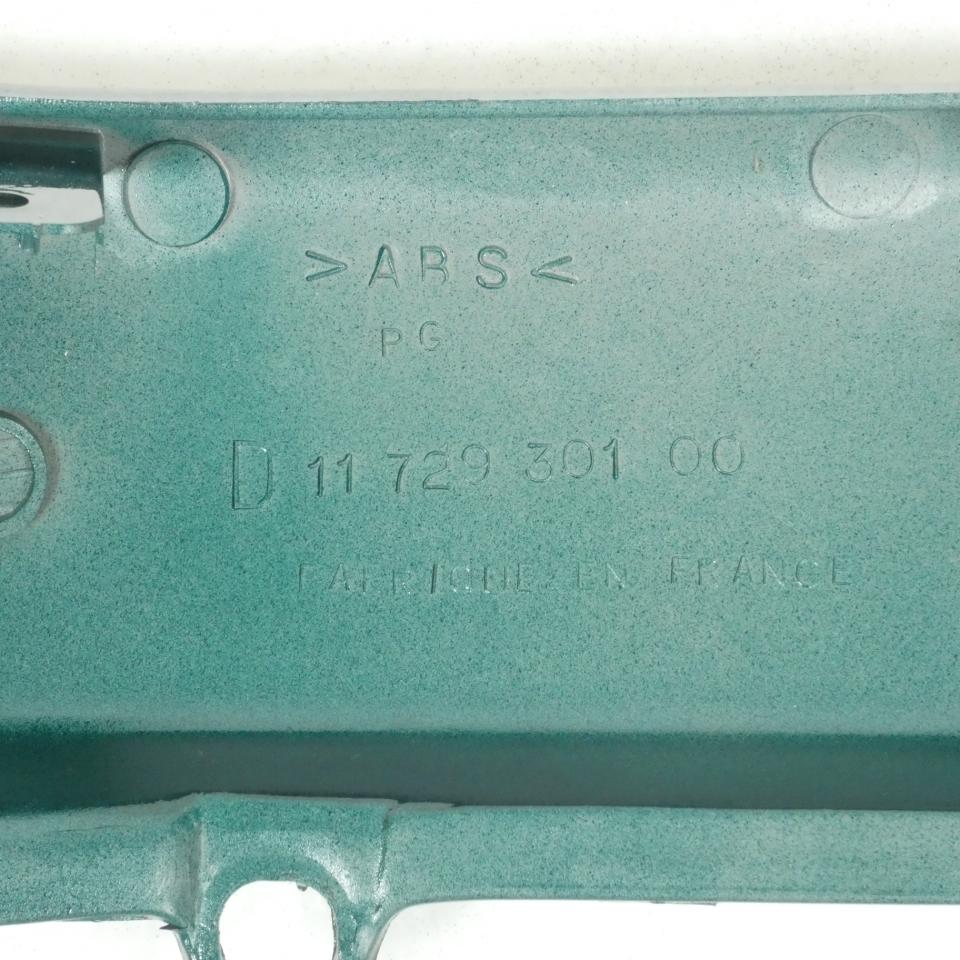 >ABS<
PG
D 11 729 301 00
FABRIQUE EN FRANCE